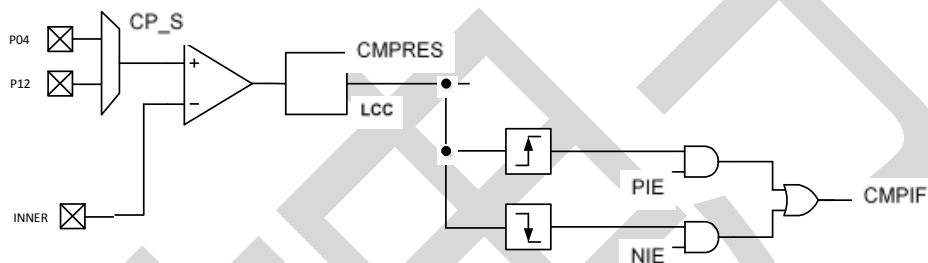 CP_S
P04
CMPRES
P12
+
−
LCC
PIE
CMPIF
INNER
NIE